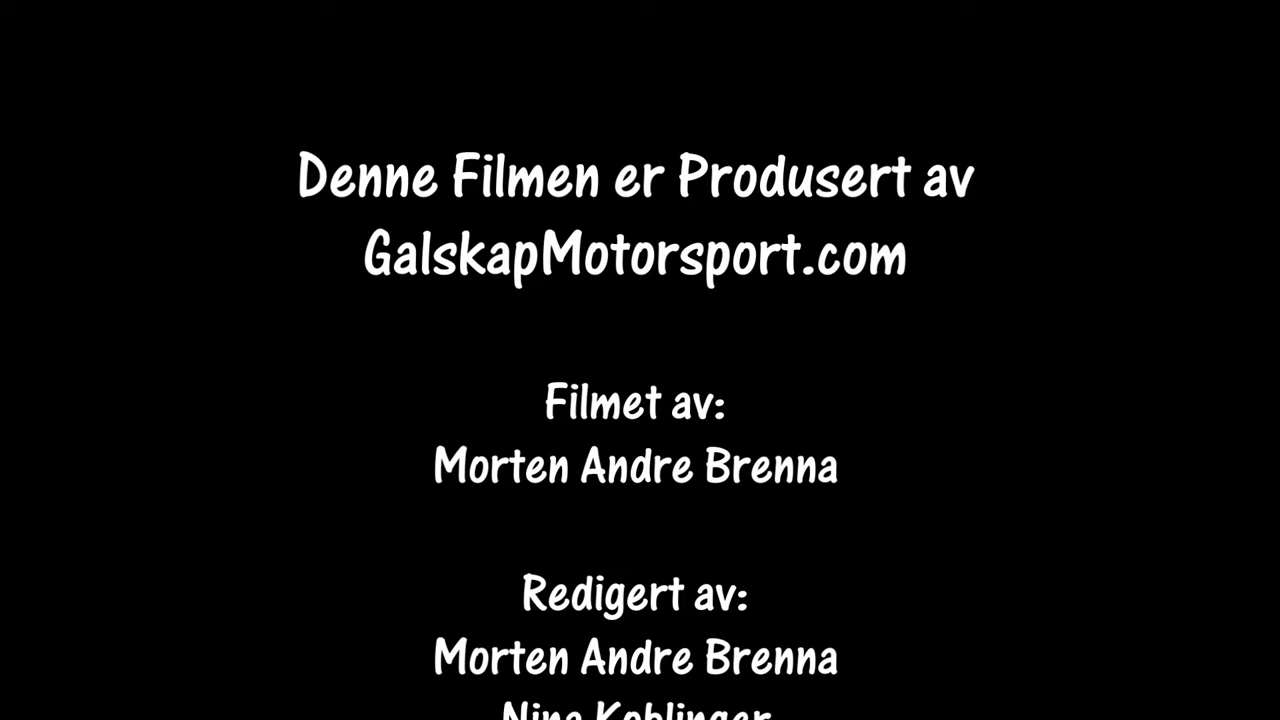 Denne Filmen er Produsert av
GalskapMotorsport.com
Filmet av:
Morten Andre Brenna
Redigert av:
Morten Andre Brenna